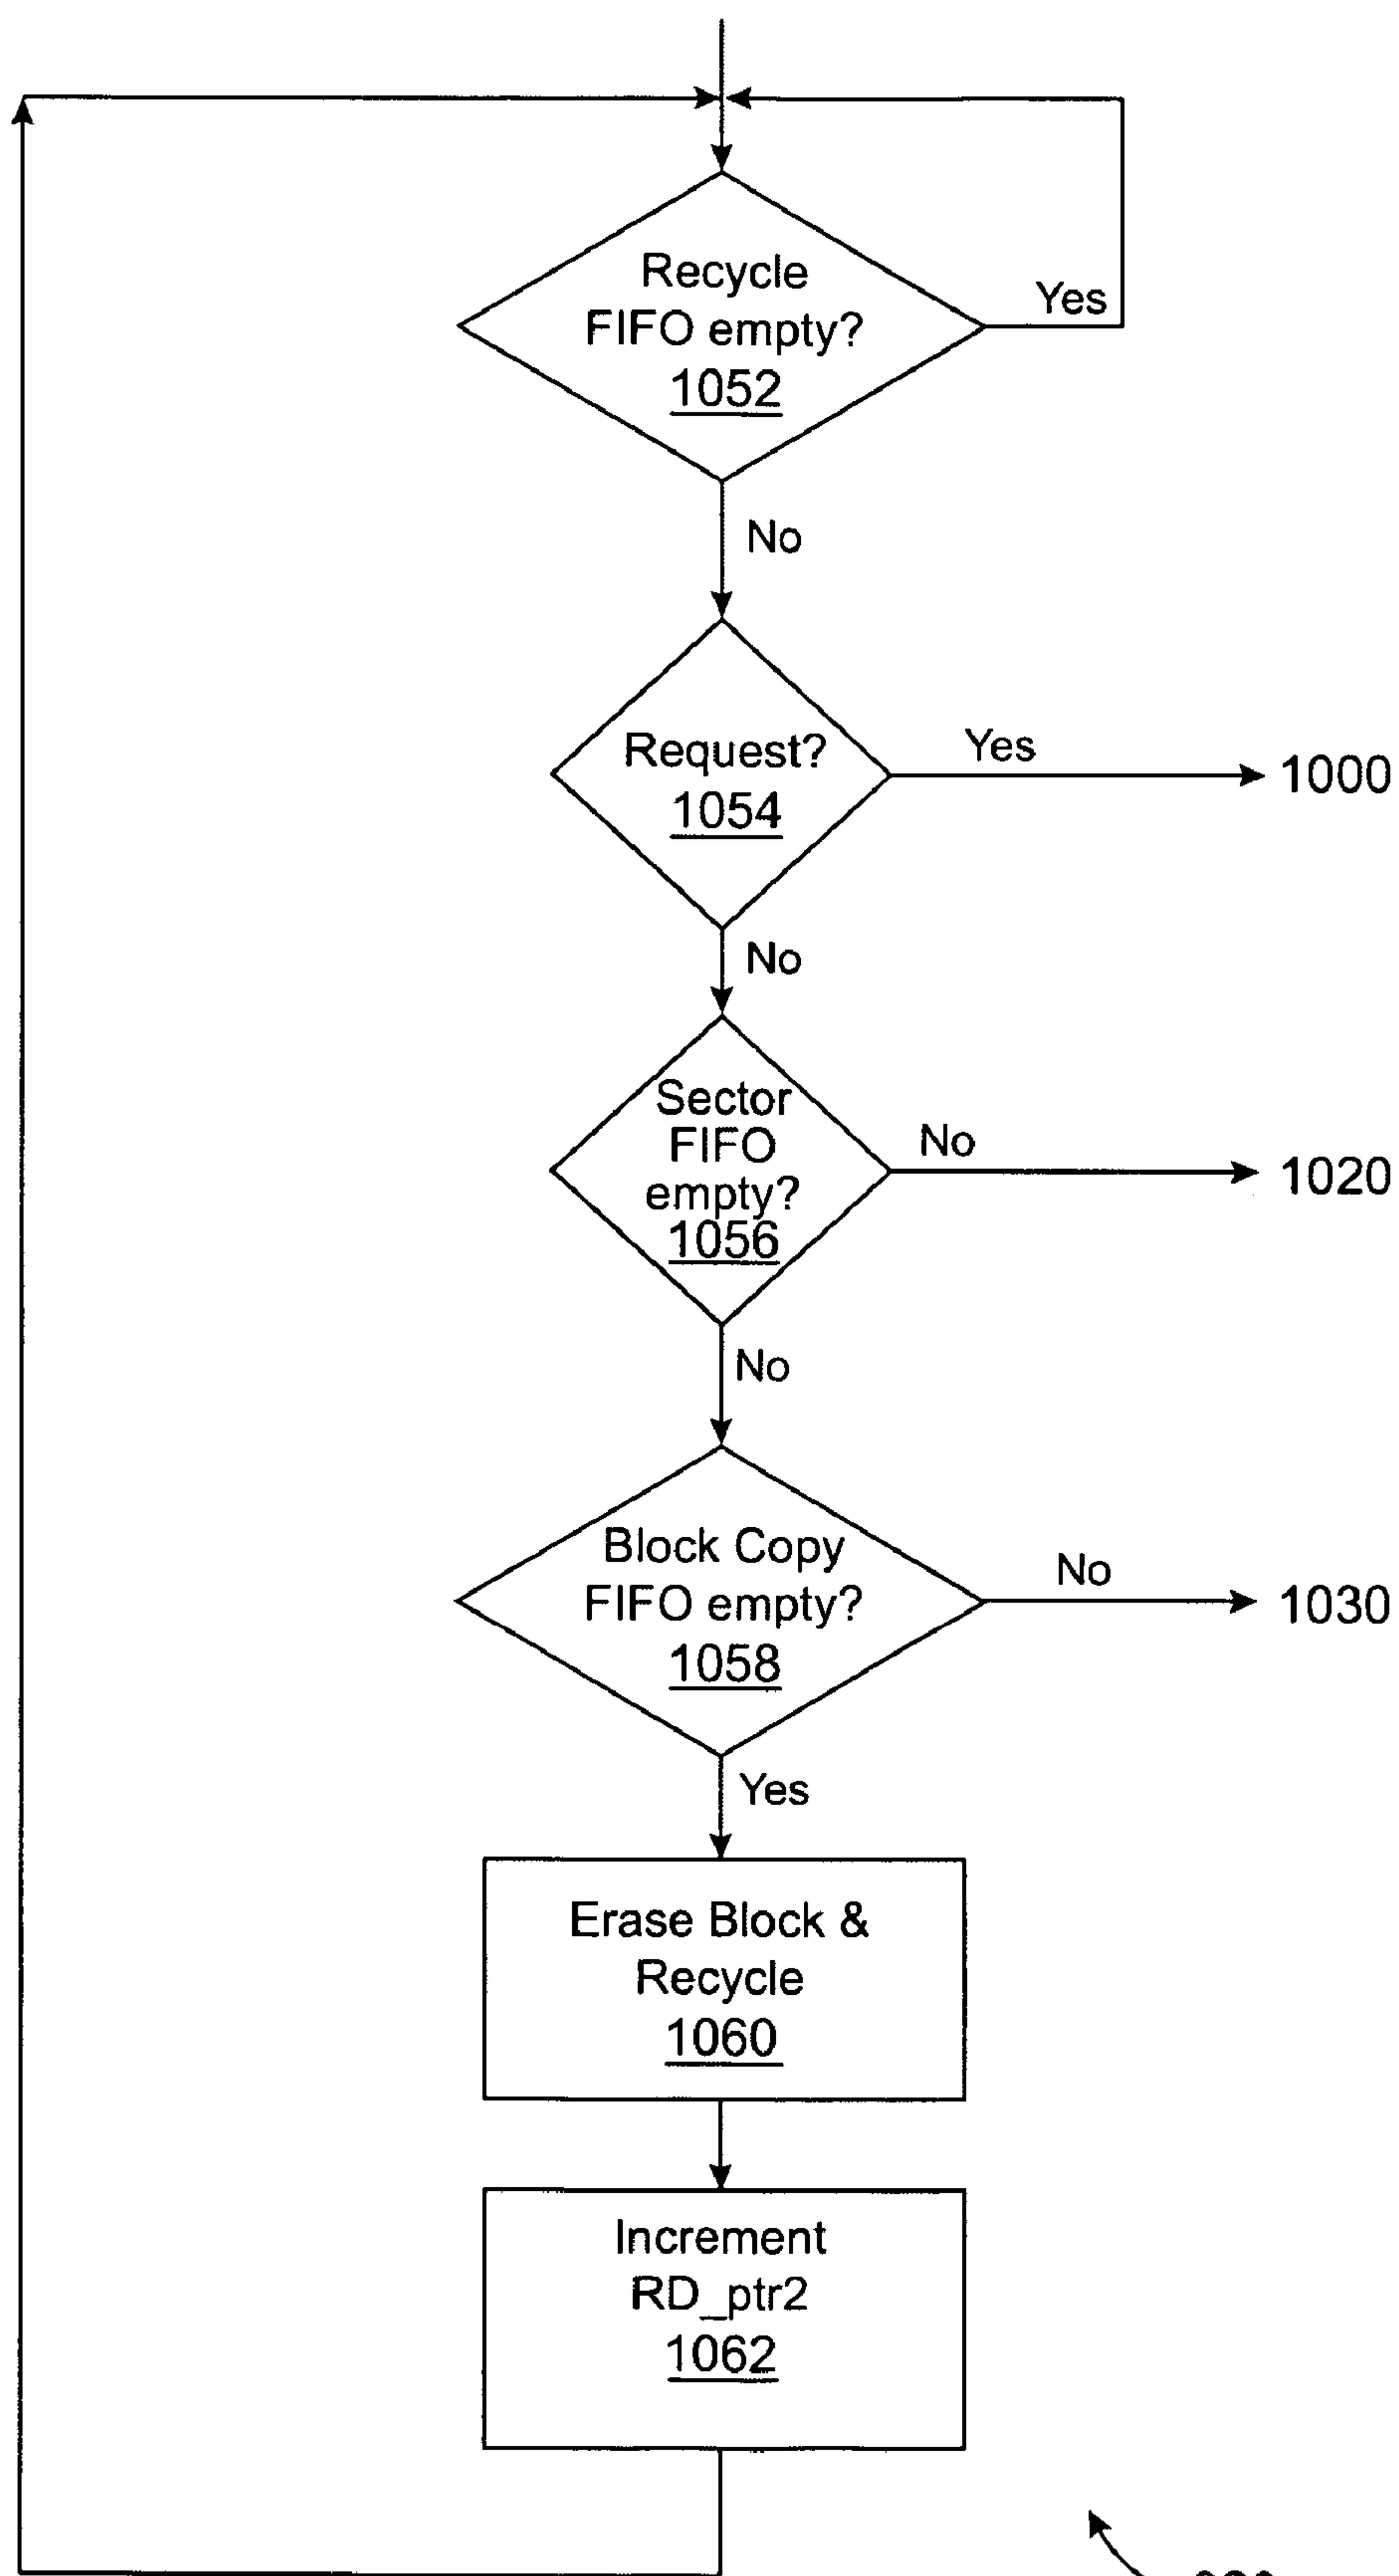 Recycle
FIFO empty?
1052
Yes
No
Request?
1054
Yes
1000
No
Sector
FIFO
empty?
1056
No
1020
No
Block Copy
FIFO empty?
1058
No
1030
Yes
Erase Block &
Recycle
1060
Increment
RD_ptr2
1062